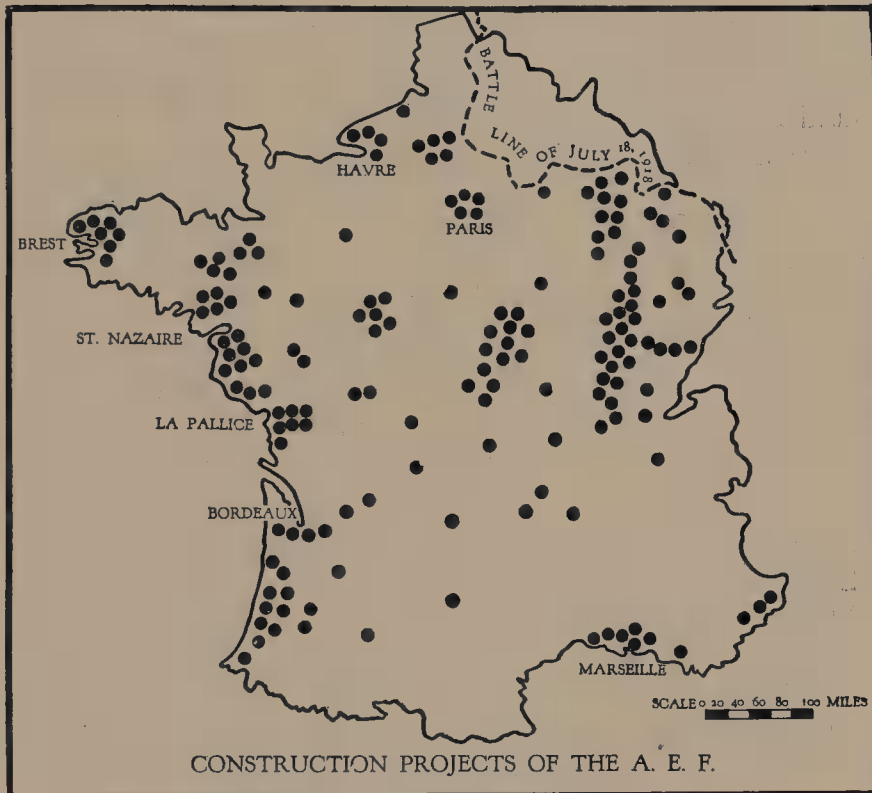 BATTLE LINE OF JULY 18, 1918
HAVRE
PARIS
BREST
ST. NAZAIRE
LA PALLICE
BORDEAUX
MARSEILLE
SCALE 0 20 40 60 80 100 MILES
CONSTRUCTION PROJECTS OF THE A. E. F.